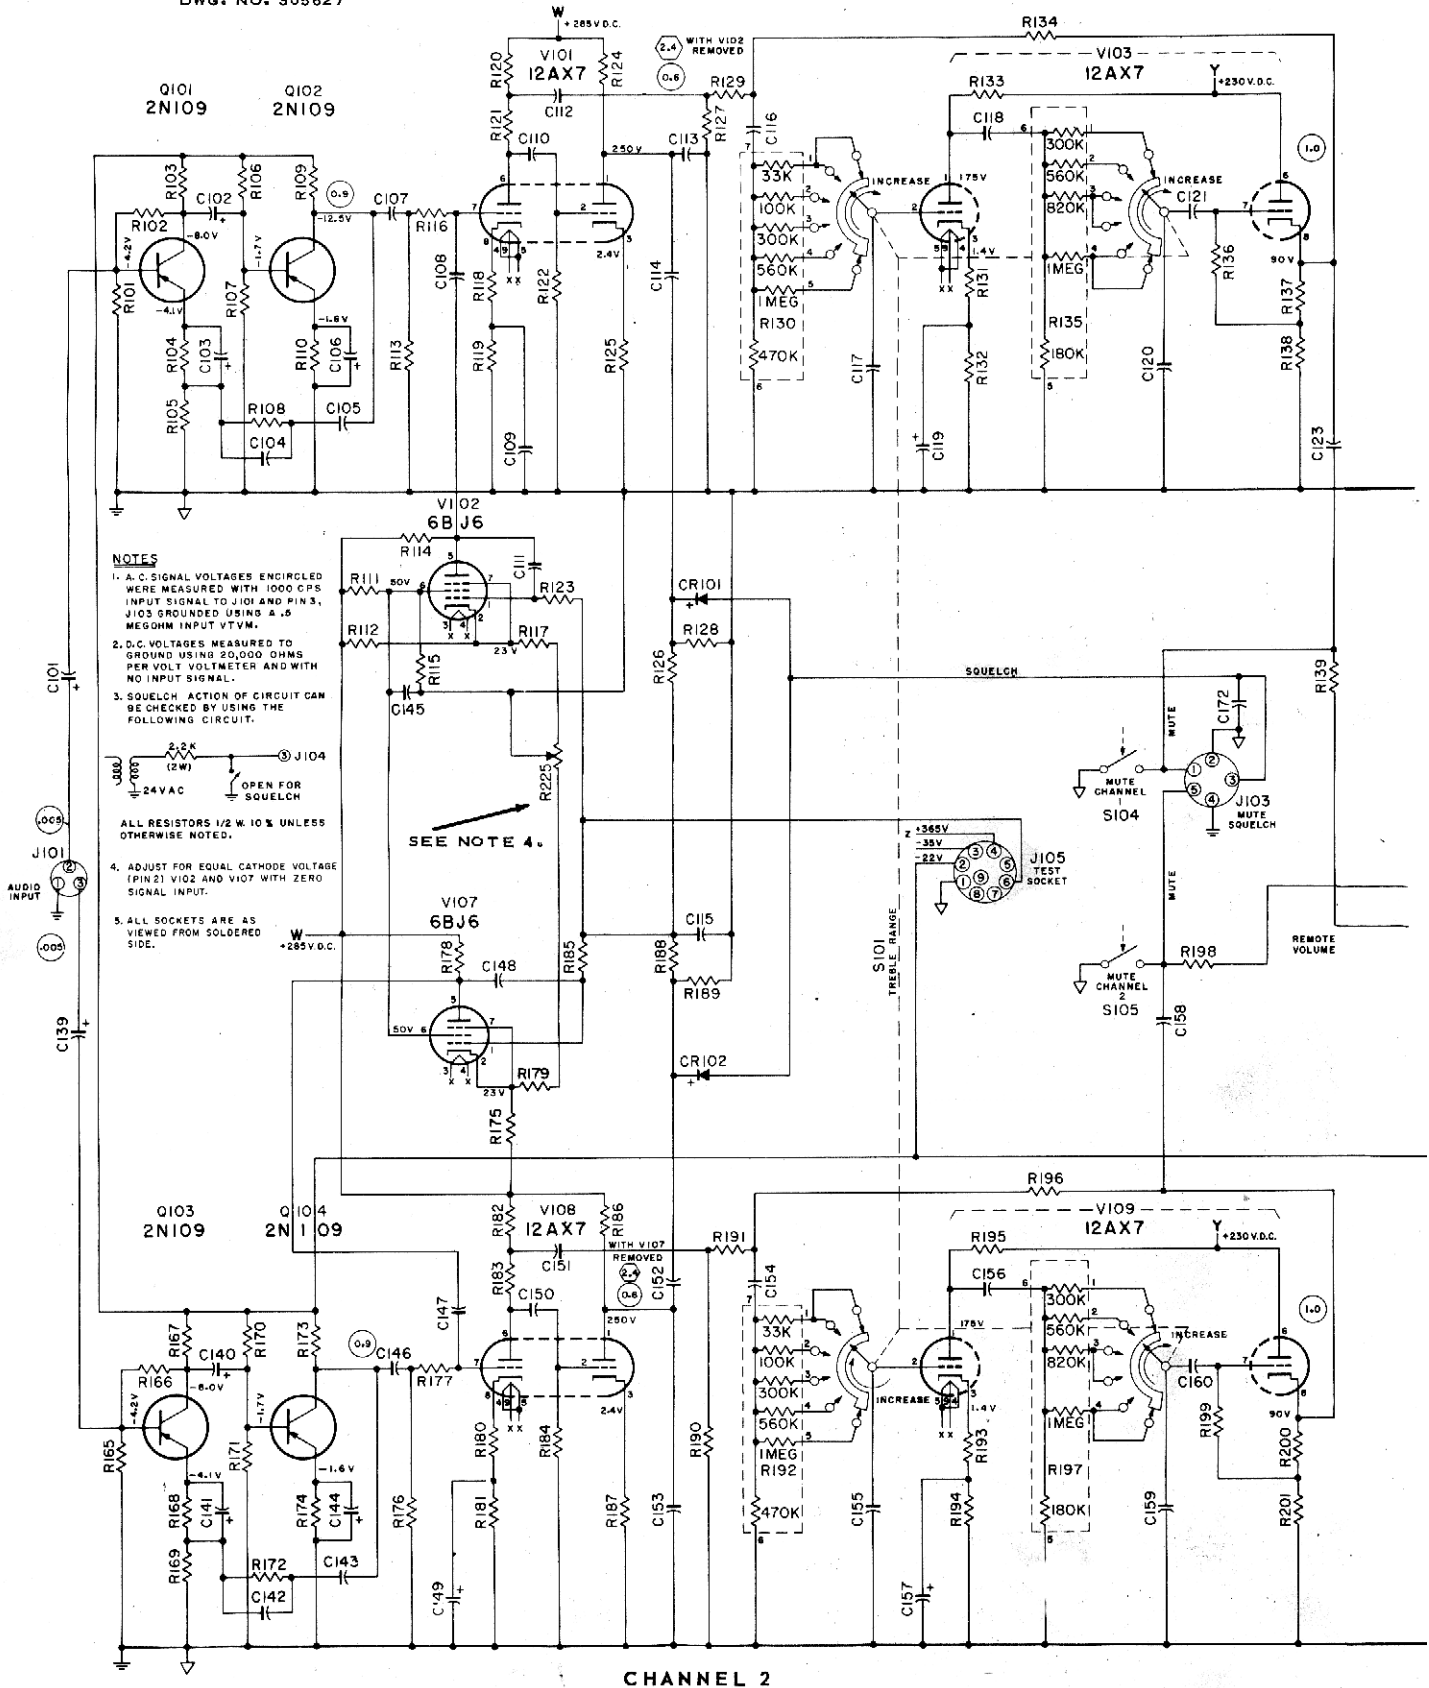 DWG. NO. 305627
W
+285V D.C.
V101
12AX7
R120
R124
2.4
WITH V102
REMOVED
0.6
R134
V103
12AX7
Y
+230V.D.C.
Q101
2N109
Q102
2N109
R129
R133
R121
C112
R127
C116
C118
C110
C113
250V
R103
R106
R109
C102
0.9
C107
-12.5V
R102
-8.0V
R116
-4.2V
-1.7V
R101
R107
-4.1V
-1.8V
R104
C103
R110
C106
R113
R105
R108
C105
C104
C108
R118
R119
R122
2.4V
R125
C109
C114
33K
100K
300K
560K
1MEG
R130
470K
INCREASE
C117
175V
1.4V
R131
R132
C119
300K
560K
820K
1MEG
R135
180K
INCREASE
C121
C120
R136
90V
R137
R138
1.0
C123
V102
6BJ6
R114
C111
R111
50V
R123
R112
R117
23V
R115
C145
R225
SEE NOTE 4.
CR101
R128
R126
SQUELCH
R139
MUTE
C172
MUTE
CHANNEL
1
S104
J103
MUTE
SQUELCH
NOTES
1. A.C. SIGNAL VOLTAGES ENCIRCLED
WERE MEASURED WITH 1000 CPS
INPUT SIGNAL TO J101 AND PIN 3,
J103 GROUNDED USING A .5
MEGOHM INPUT VTVM.
2. D.C. VOLTAGES MEASURED TO
GROUND USING 20,000 OHMS
PER VOLT VOLTMETER AND WITH
NO INPUT SIGNAL.
3. SQUELCH ACTION OF CIRCUIT CAN
BE CHECKED BY USING THE
FOLLOWING CIRCUIT.
2.2K
(2W)
3 J104
24VAC
OPEN FOR
SQUELCH
ALL RESISTORS 1/2 W. 10% UNLESS
OTHERWISE NOTED.
4. ADJUST FOR EQUAL CATHODE VOLTAGE
(PIN 2) V102 AND V107 WITH ZERO
SIGNAL INPUT.
5. ALL SOCKETS ARE AS
VIEWED FROM SOLDERED
SIDE.
C101
.005
J101
AUDIO
INPUT
.005
C139
Z +365V
-35V
-22V
J105
TEST
SOCKET
V107
6BJ6
W
+285V.D.C.
R178
C148
R185
R188
C115
R189
50V
23V
R179
R175
CR102
S101
TREBLE RANGE
MUTE
MUTE
CHANNEL
2
S105
R198
C158
REMOTE
VOLUME
R196
V109
12AX7
Y
+230V.D.C.
Q103
2N109
Q104
2N109
R182
V108
12AX7
R186
WITH V107
REMOVED
2.4
0.6
R191
R195
C151
R183
C150
C147
C152
250V
C154
C156
R167
R170
R173
C140
0.9
C146
R166
-8.0V
R177
-4.2V
-1.7V
R165
R171
-4.1V
-1.6V
R168
C141
R174
C144
R176
R169
R172
C143
C142
R180
R181
R184
2.4V
R187
C149
C153
R190
33K
100K
300K
560K
1MEG
R192
470K
INCREASE
C155
175V
1.4V
R193
R194
C157
300K
560K
820K
1MEG
R197
180K
INCREASE
C160
C159
R199
90V
R200
R201
1.0
CHANNEL 2